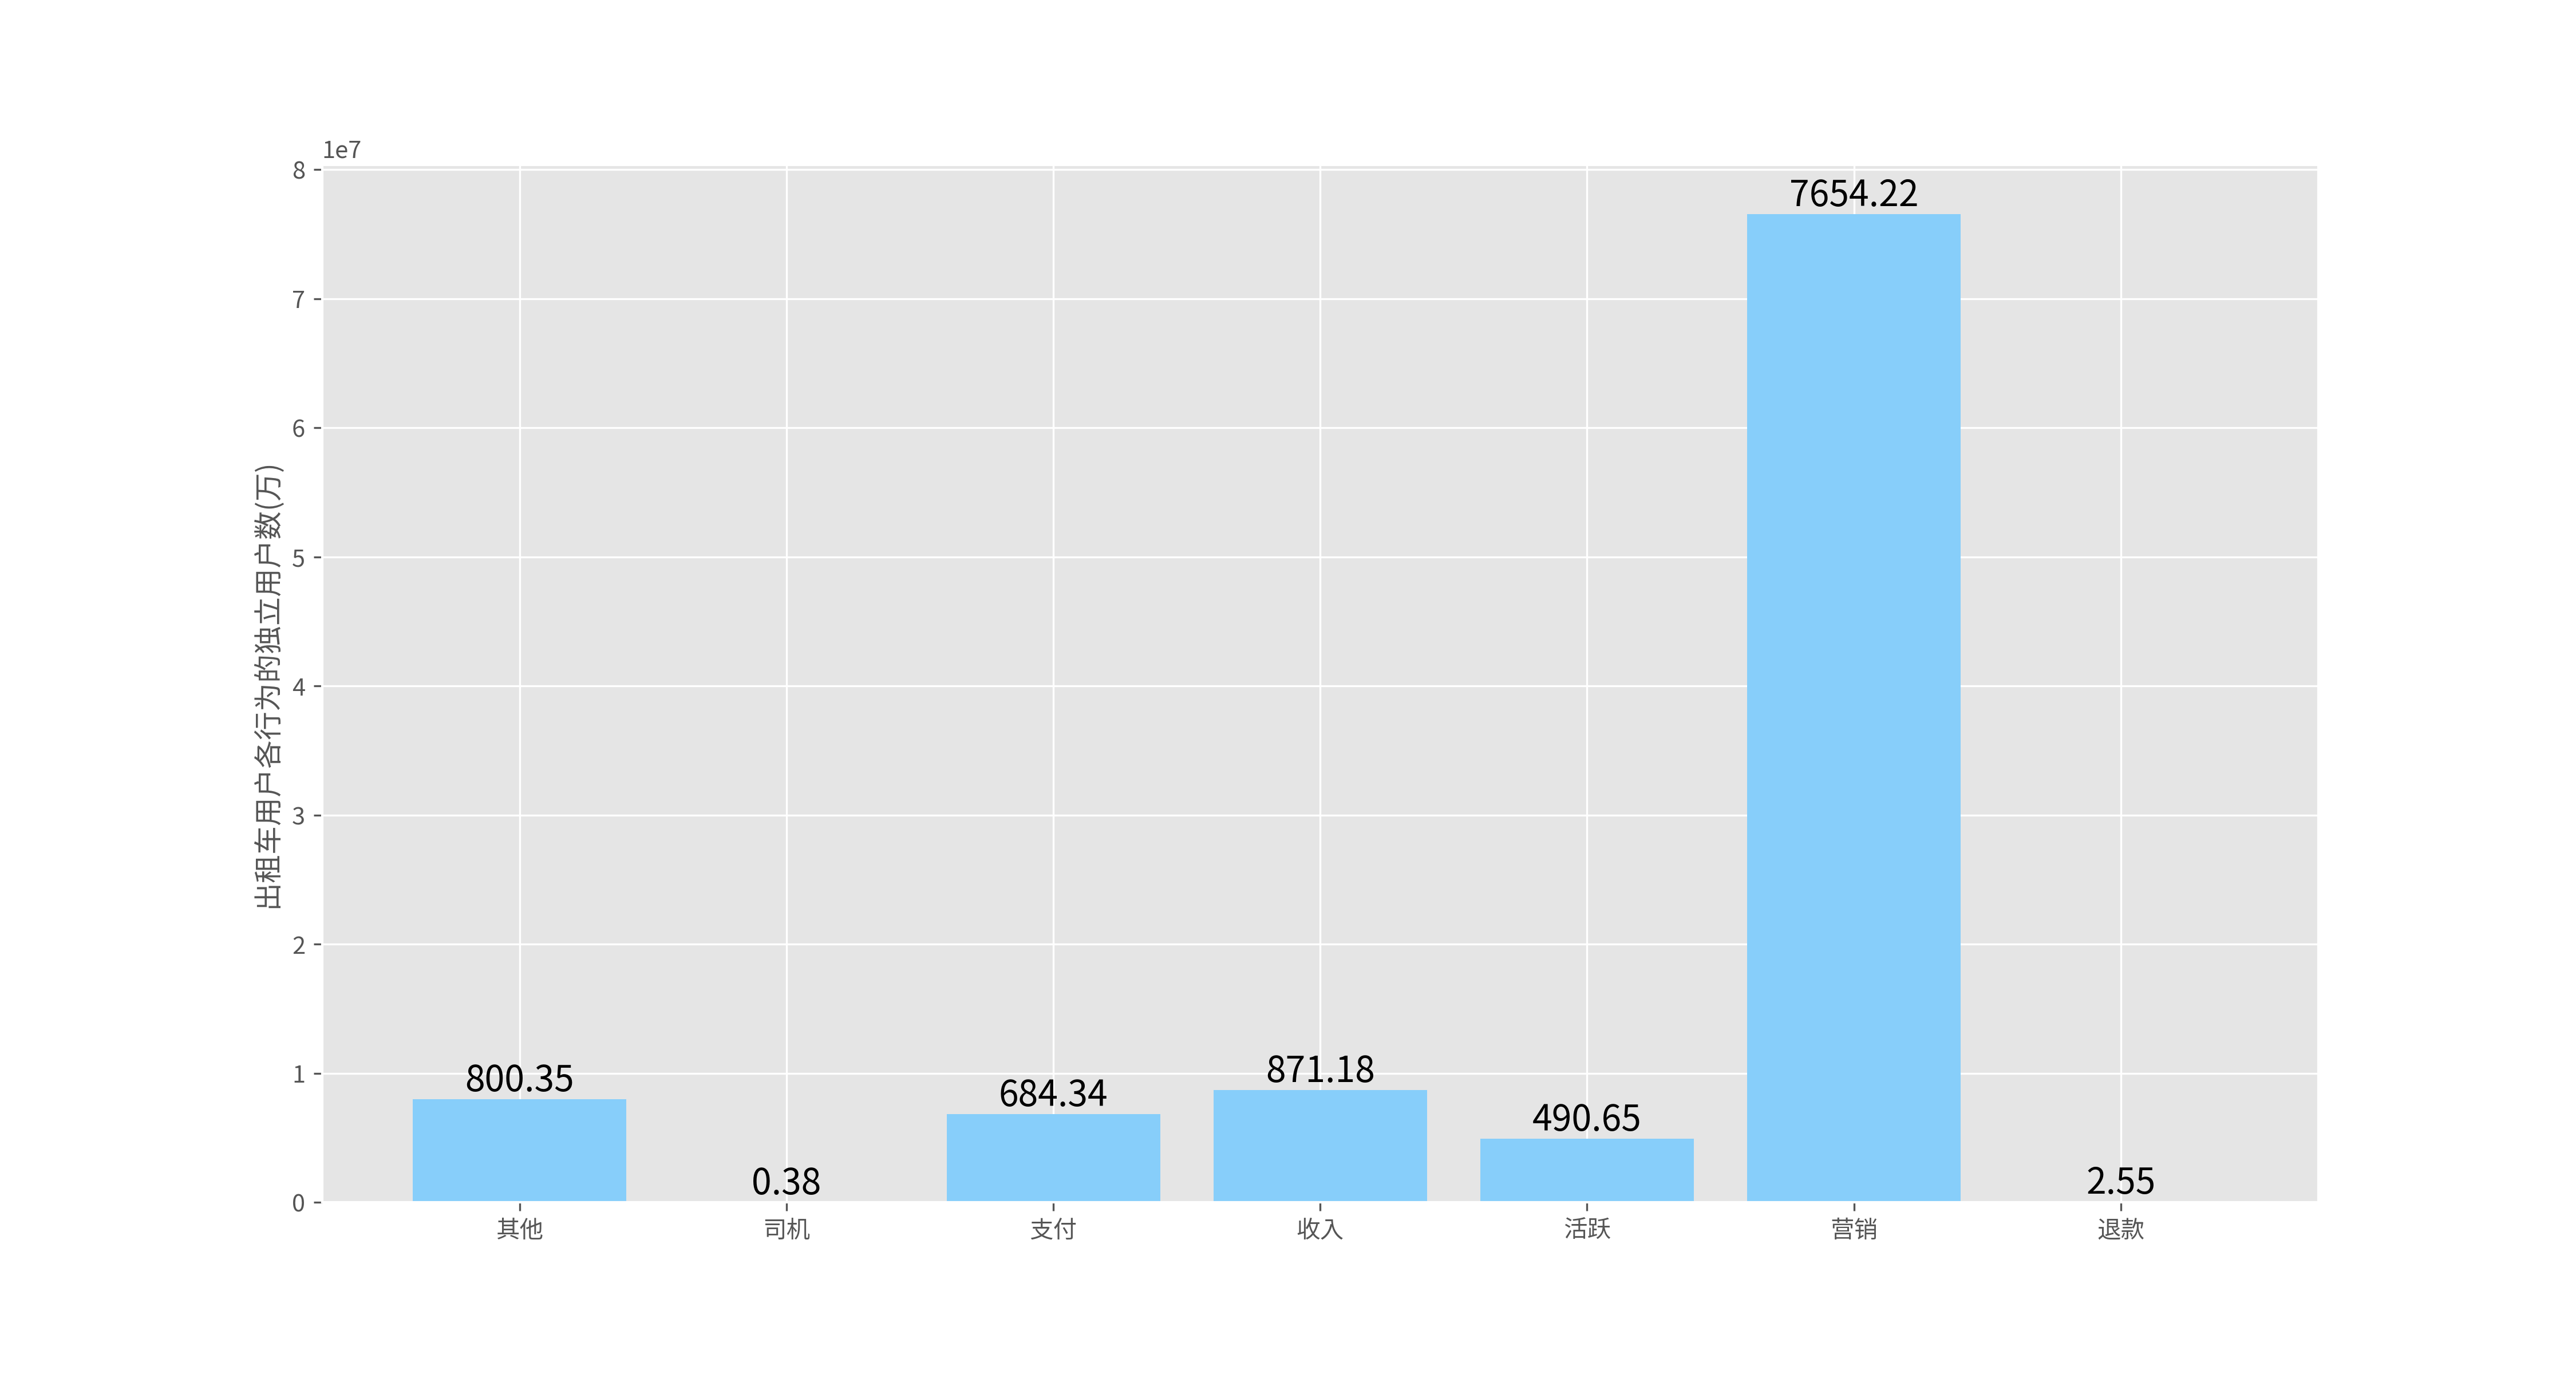 1e7
8
7
6
5
4
3
2
1
0
出租车用户各行为的独立用户数(万)
800.35
0.38
684.34
871.18
490.65
7654.22
2.55
其他
司机
支付
收入
活跃
营销
退款